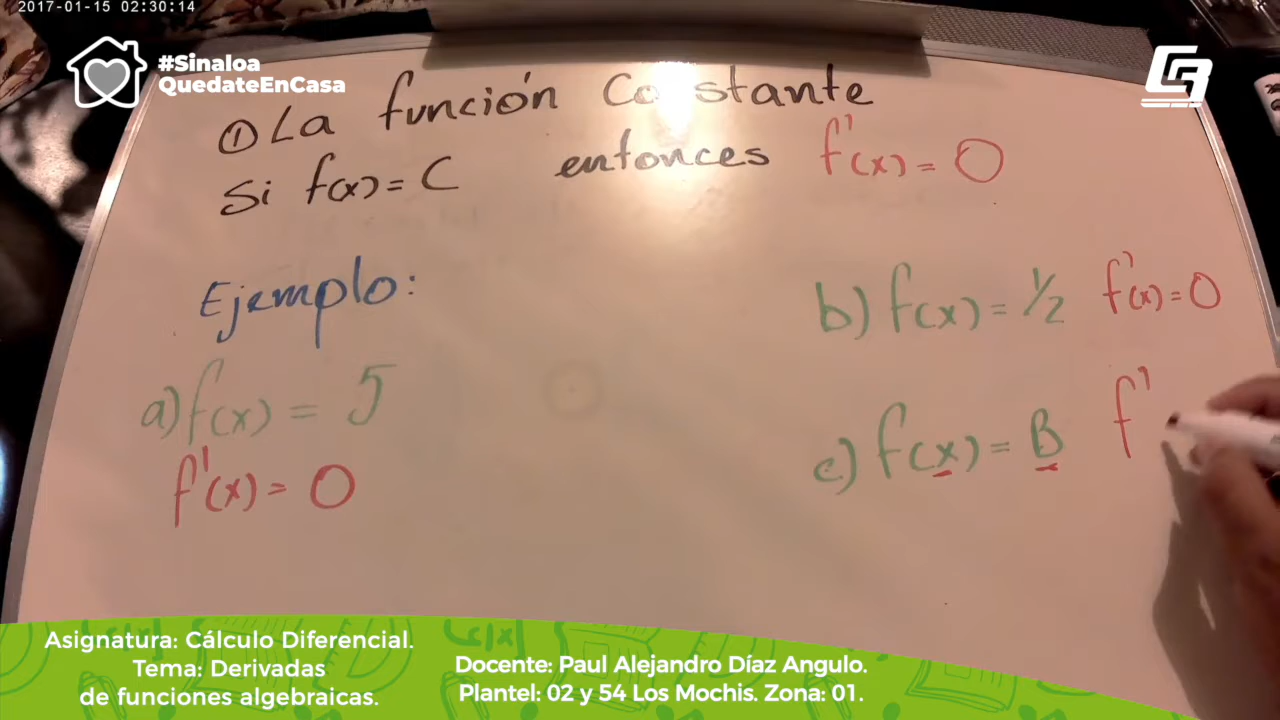 2017-01-15 02:30:14
#Sinaloa
QuedateEnCasa
① La función Constante
Si f(x) = C entonces f'(x) = 0
Ejemplo:
a) f(x) = 5
f'(x) = 0
b) f(x) = 1/2 f'(x) = 0
c) f(x) = B f'
Asignatura: Cálculo Diferencial.
Tema: Derivadas
de funciones algebraicas.
Docente: Paul Alejandro Díaz Angulo.
Plantel: 02 y 54 Los Mochis. Zona: 01.